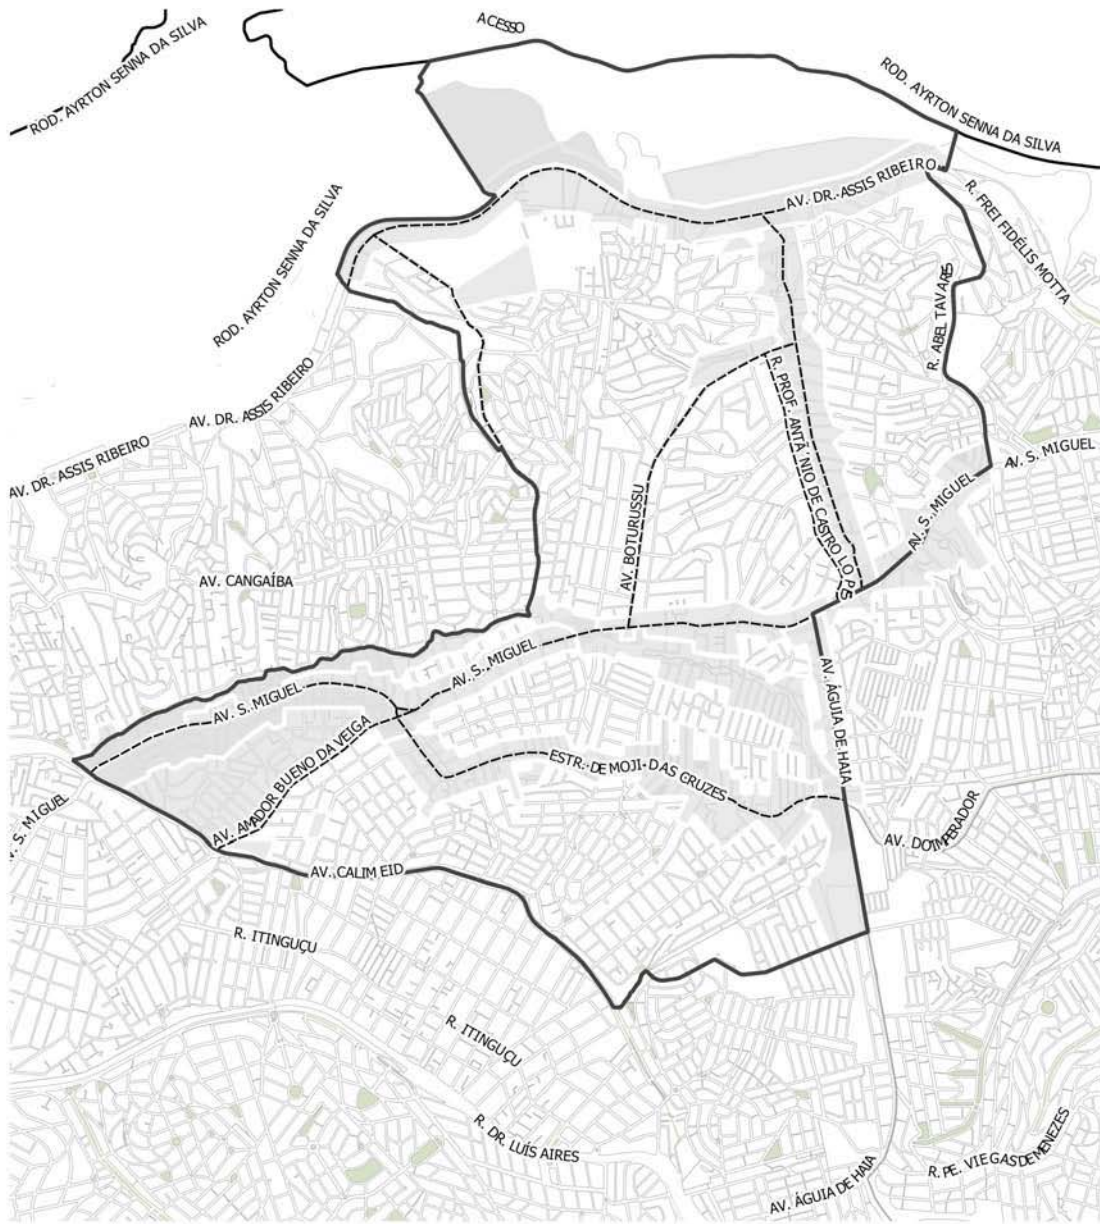 ACESSO
ROD. AYRTON SENNA DA SILVA
ROD. AYRTON SENNA DA SILVA
AV. DR. ASSIS RIBEIRO
R. FREI FIDÉLIS MOTTA
ROD. AYRTON SENNA DA SILVA
R. ABEL TAVARES
AV. DR. ASSIS RIBEIRO
R. PROF. ANTÃ´NIO DE CASTRO LOPES
AV. DR. ASSIS RIBEIRO
AV. S. MIGUEL
AV. S. MIGUEL
AV. BOTURUSSU
AV. CANGAÍBA
AV. S. MIGUEL
AV. S. MIGUEL
AV. ÁGUIA DE HAIA
AV. AMADOR BUENO DA VEIGA
ESTR. DE MOJI-DAS CRUZES
V. S. MIGUEL
AV. DO IMPERADOR
AV. CALIM EID
R. ITINGUÇU
R. ITINGUÇU
R. DR. LUÍS AIRES
R. PE. VIEGAS DE MENEZES
AV. ÁGUIA DE HAIA